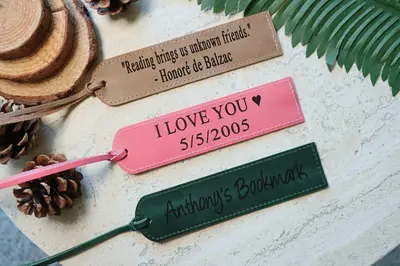 "Reading brings us unknown friends."
- Honoré de Balzac
I LOVE YOU ♥
5/5/2005
Anthony's Bookmark